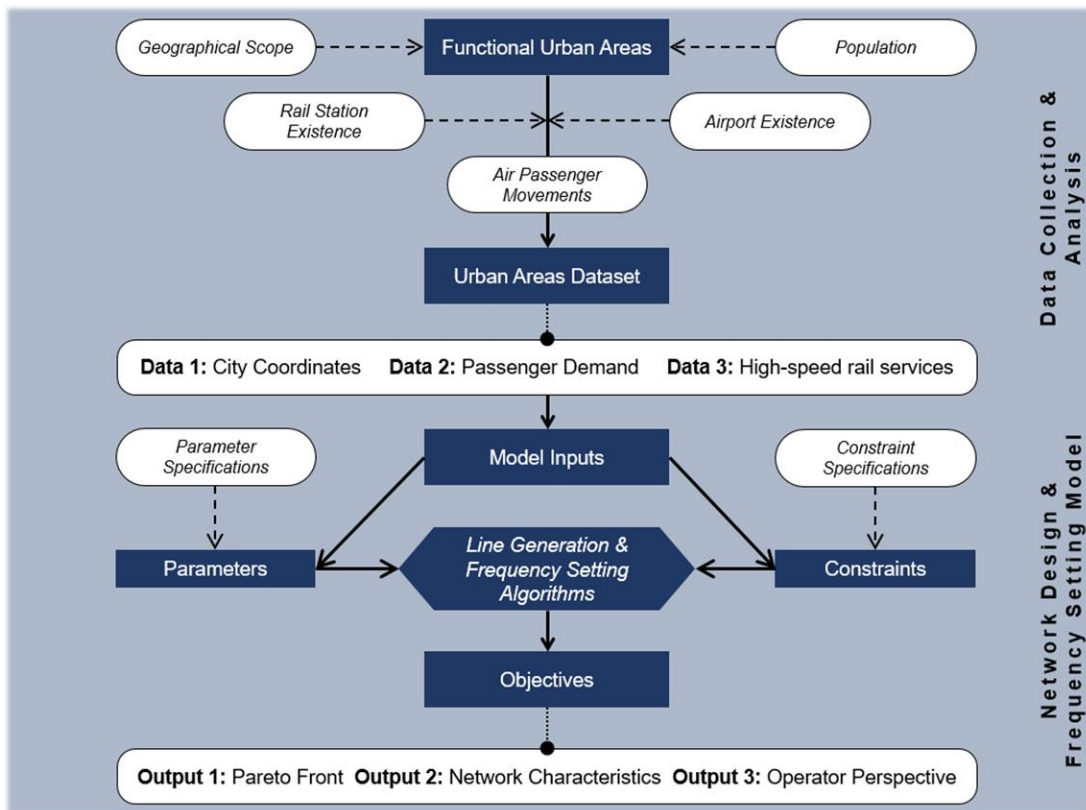 Geographical Scope
Functional Urban Areas
Population
Rail Station
Existence
Airport Existence
Air Passenger
Movements
Urban Areas Dataset
Data 1: City Coordinates Data 2: Passenger Demand Data 3: High-speed rail services
Data Collection &
Analysis
Parameter
Specifications
Model Inputs
Constraint
Specifications
Parameters
Line Generation &
Frequency Setting
Algorithms
Constraints
Objectives
Output 1: Pareto Front Output 2: Network Characteristics Output 3: Operator Perspective
Network Design &
Frequency Setting Model